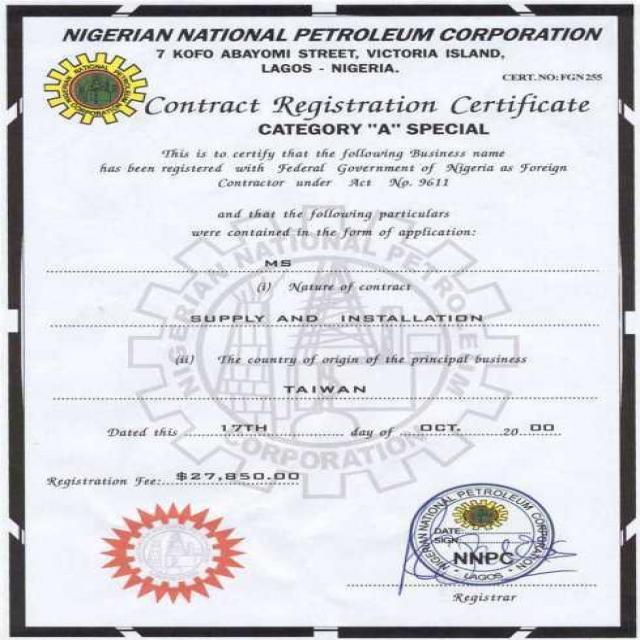 NIGERIAN NATIONAL PETROLEUM CORPORATION
7 KOFO ABAYOMI STREET, VICTORIA ISLAND,
LAGOS - NIGERIA.
CERT. NO: FGN 255
NIGERIAN NATIONAL PETROLEUM CORPORATION
Contract Registration Certificate
CATEGORY "A" SPECIAL
This is to certify that the following Business name
has been registered with Federal Government of Nigeria as Foreign
Contractor under Act No. 9611
and that the following particulars
were contained in the form of application:
MS
(i) Nature of contract
SUPPLY AND INSTALLATION
(ii) The country of origin of the principal business
TAIWAN
Dated this 17TH day of OCT. 20 00
Registration Fee: $27,850.00
NIGERIAN NATIONAL PETROLEUM CORPORATION
NIGERIAN NATIONAL PETROLEUM CORPORATION
DATE
SIGN
NNPC
LAGOS
Registrar